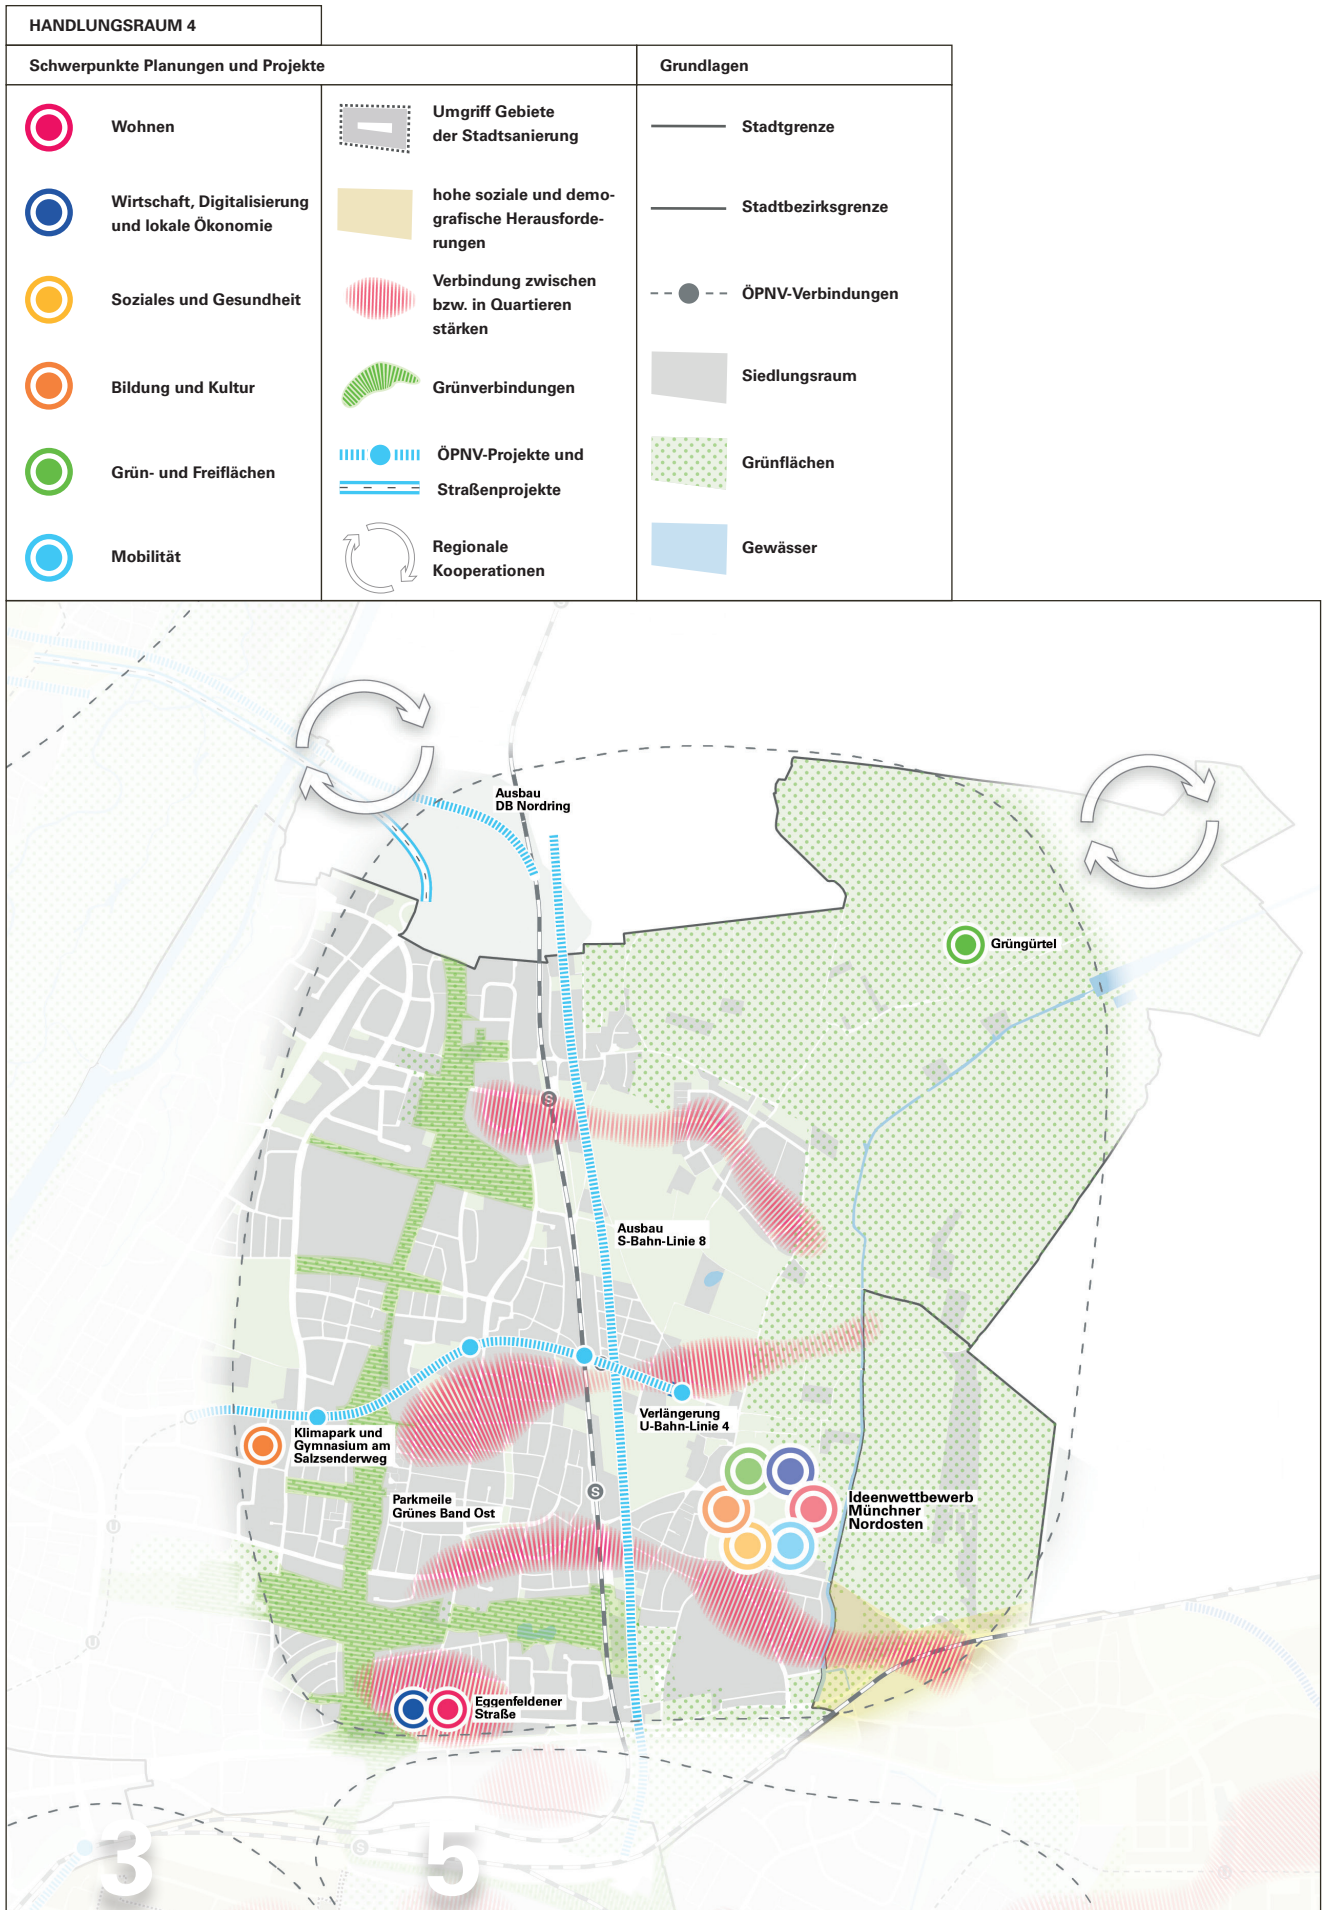 HANDLUNGSRAUM 4
Schwerpunkte Planungen und Projekte
Grundlagen
Wohnen
Wirtschaft, Digitalisierung
und lokale Ökonomie
Soziales und Gesundheit
Bildung und Kultur
Grün- und Freiflächen
Mobilität
Umgriff Gebiete
der Stadtsanierung
hohe soziale und demo-
grafische Herausforde-
rungen
Verbindung zwischen
bzw. in Quartieren
stärken
Grünverbindungen
ÖPNV-Projekte und
Straßenprojekte
Regionale
Kooperationen
Stadtgrenze
Stadtbezirksgrenze
ÖPNV-Verbindungen
Siedlungsraum
Grünflächen
Gewässer
S
Ausbau
DB Nordring
Grüngürtel
S
Ausbau
S-Bahn-Linie 8
Verlängerung
U-Bahn-Linie 4
Klimapark und
Gymnasium am
Salzsenderweg
Parkmeile
Grünes Band Ost
S
Ideenwettbewerb
Münchner
Nordosten
U
U
Eggenfeldener
Straße
3
S
5
U